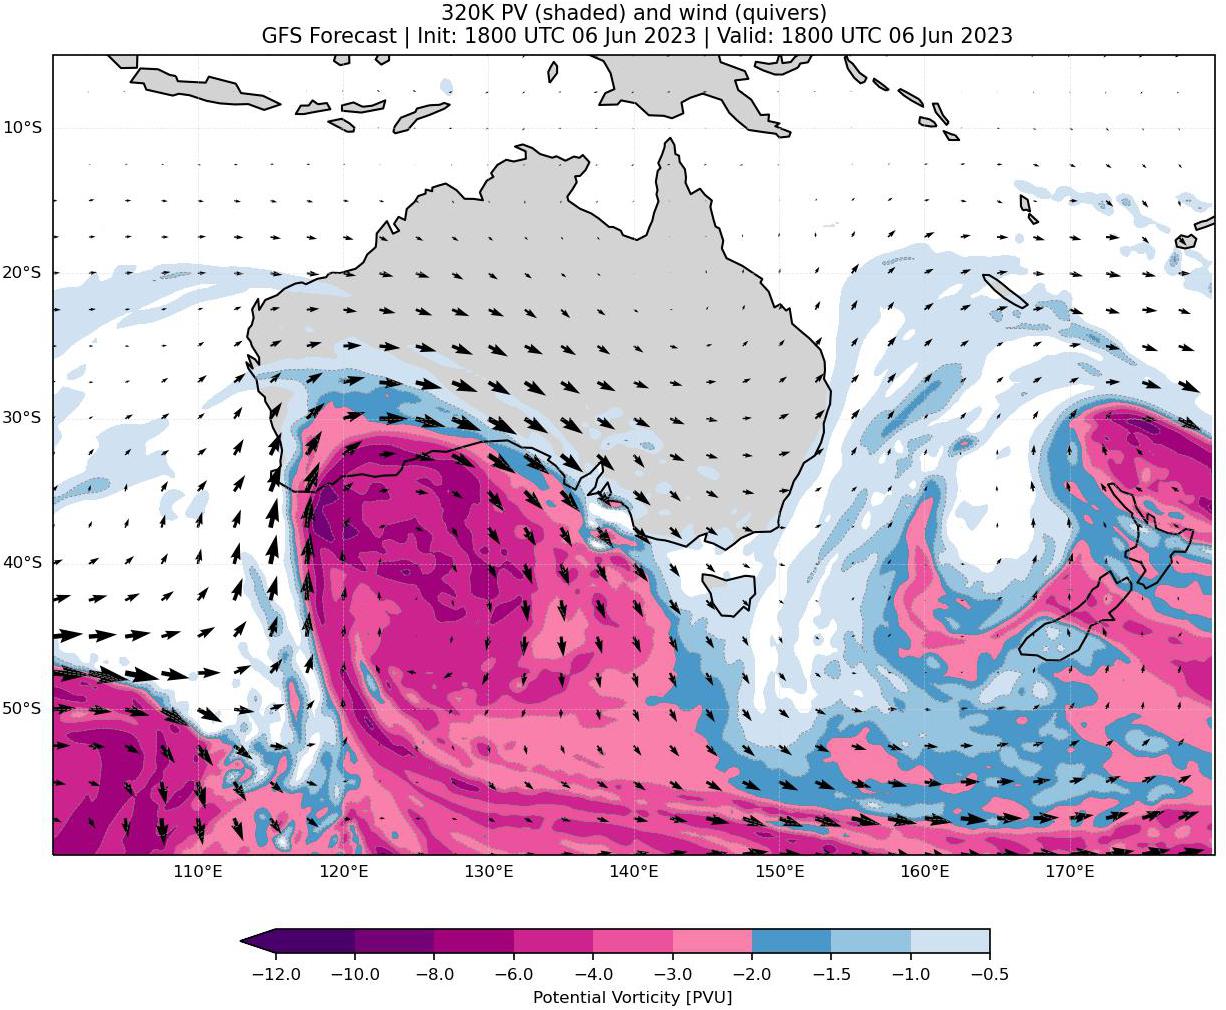 320K PV (shaded) and wind (quivers)
GFS Forecast | Init: 1800 UTC 06 Jun 2023 | Valid: 1800 UTC 06 Jun 2023
10°S
20°S
30°S
40°S
50°S
110°E 120°E 130°E 140°E 150°E 160°E 170°E
−12.0 −10.0 −8.0 −6.0 −4.0 −3.0 −2.0 −1.5 −1.0 −0.5
Potential Vorticity [PVU]